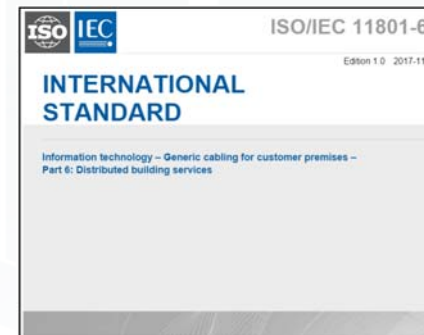 ISO IEC
ISO/IEC 11801-6
Edition 1.0 2017-11
INTERNATIONAL
STANDARD
Information technology – Generic cabling for customer premises –
Part 6: Distributed building services